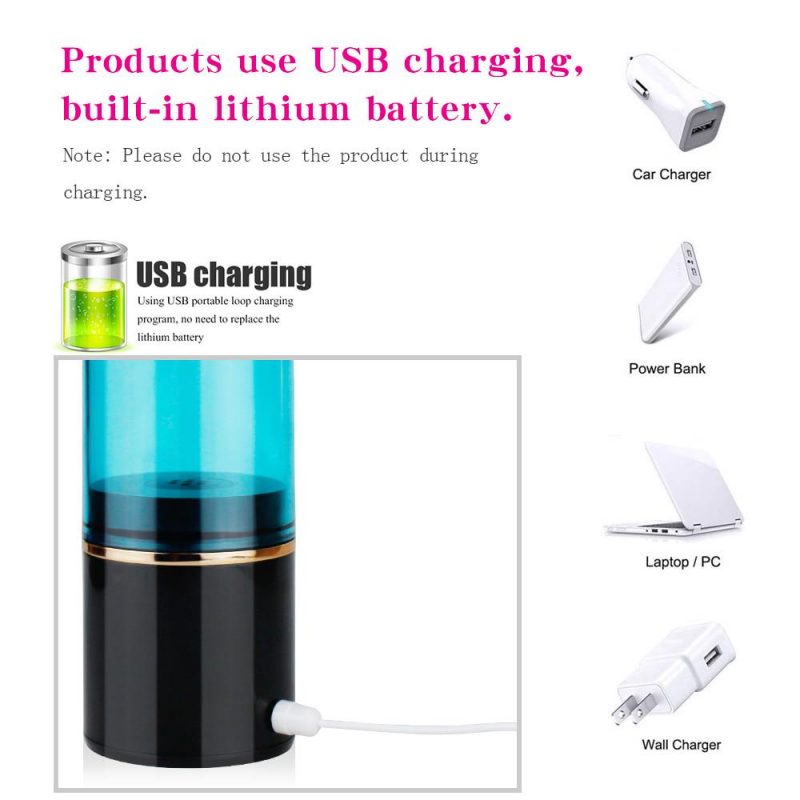 Products use USB charging,
built-in lithium battery.
Note: Please do not use the product during
charging.
USB charging
Using USB portable loop charging
program, no need to replace the
lithium battery
Car Charger
Power Bank
Laptop / PC
Wall Charger